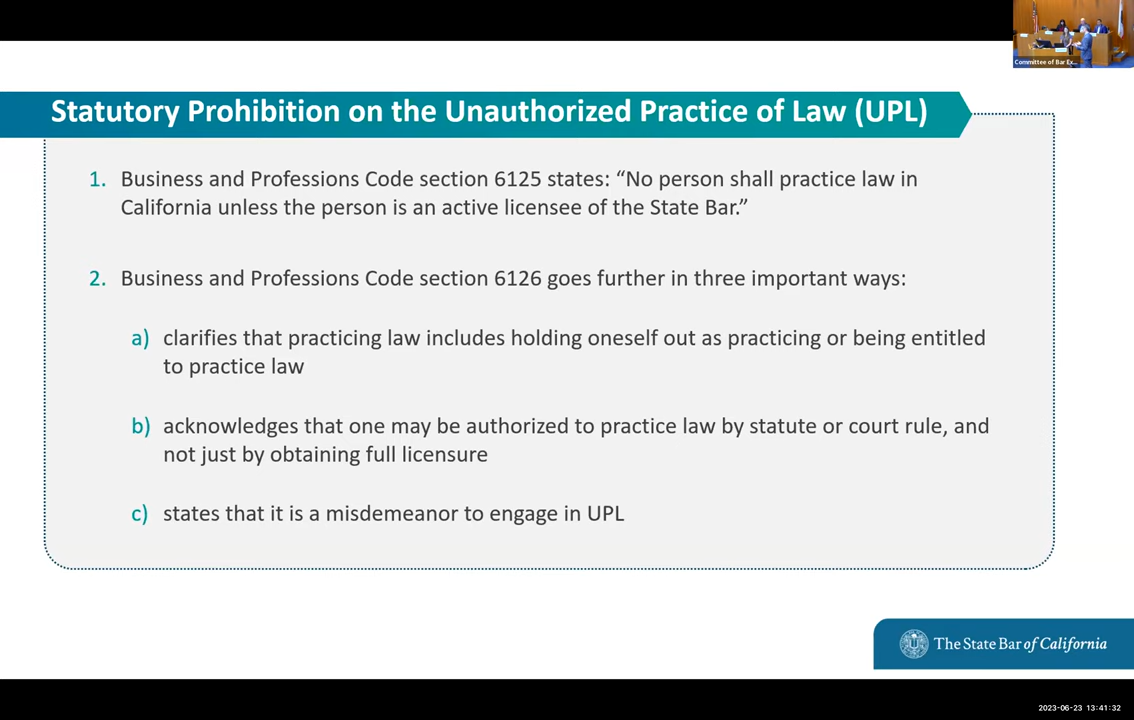 Committee of Bar Ex...
Statutory Prohibition on the Unauthorized Practice of Law (UPL)
1. Business and Professions Code section 6125 states: “No person shall practice law in
California unless the person is an active licensee of the State Bar.”
2. Business and Professions Code section 6126 goes further in three important ways:
a) clarifies that practicing law includes holding oneself out as practicing or being entitled
to practice law
b) acknowledges that one may be authorized to practice law by statute or court rule, and
not just by obtaining full licensure
c) states that it is a misdemeanor to engage in UPL
The State Bar of California
2023-06-23 13:41:32